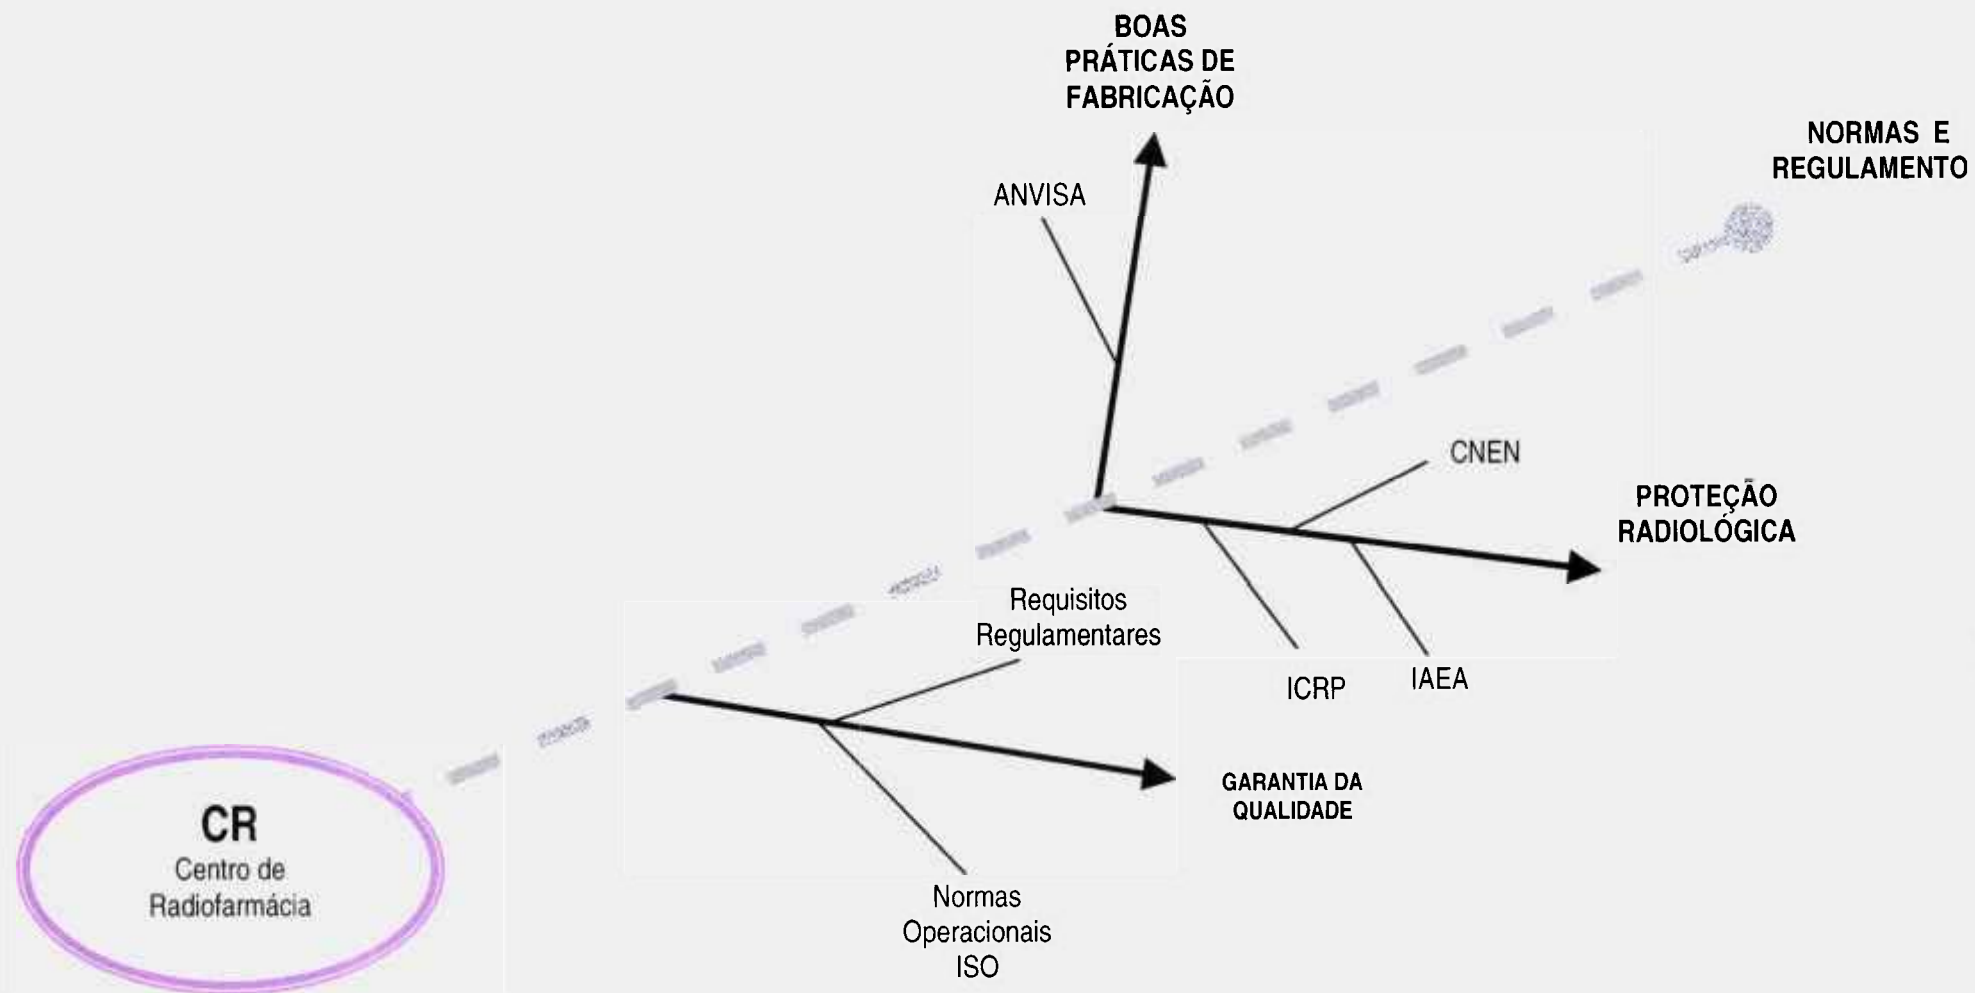 BOAS
PRÁTICAS DE
FABRICAÇÃO
NORMAS E
REGULAMENTO
ANVISA
CNEN
PROTEÇÃO
RADIOLÓGICA
Requisitos
Regulamentares
ICRP
IAEA
GARANTIA DA
QUALIDADE
CR
Centro de
Radiofarmácia
Normas
Operacionais
ISO